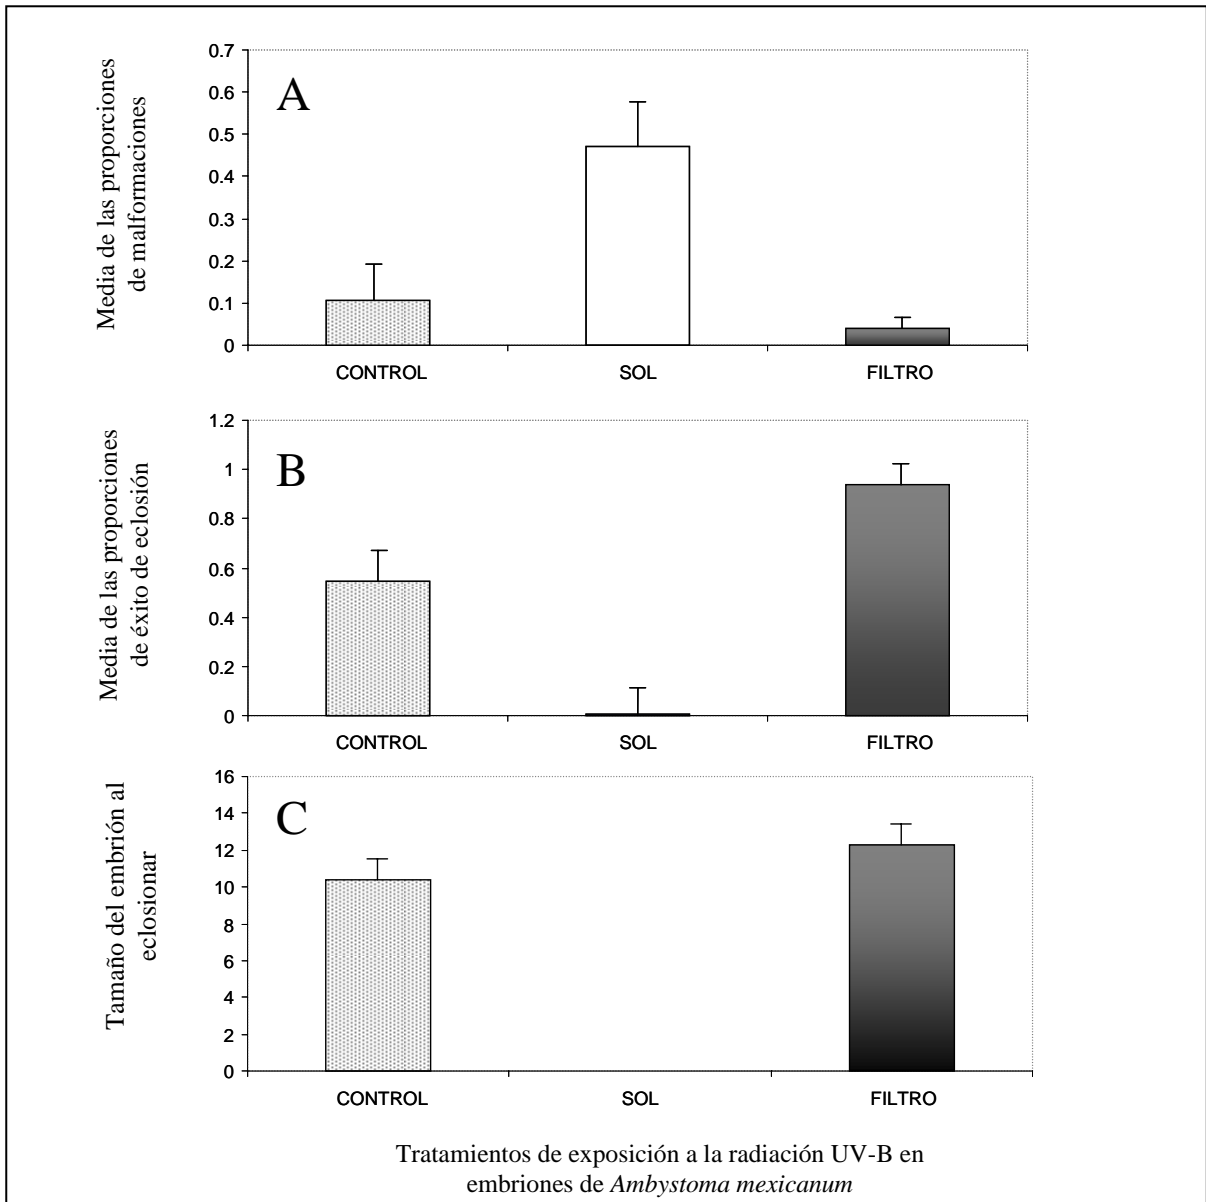 A
Media de las proporciones
de malformaciones
0.7
0.6
0.5
0.4
0.3
0.2
0.1
0
CONTROL SOL FILTRO
B
Media de las proporciones
de éxito de eclosión
1.2
1
0.8
0.6
0.4
0.2
0
CONTROL SOL FILTRO
C
Tamaño del embrión al
eclosionar
16
14
12
10
8
6
4
2
0
CONTROL SOL FILTRO
Tratamientos de exposición a la radiación UV-B en
embriones de Ambystoma mexicanum